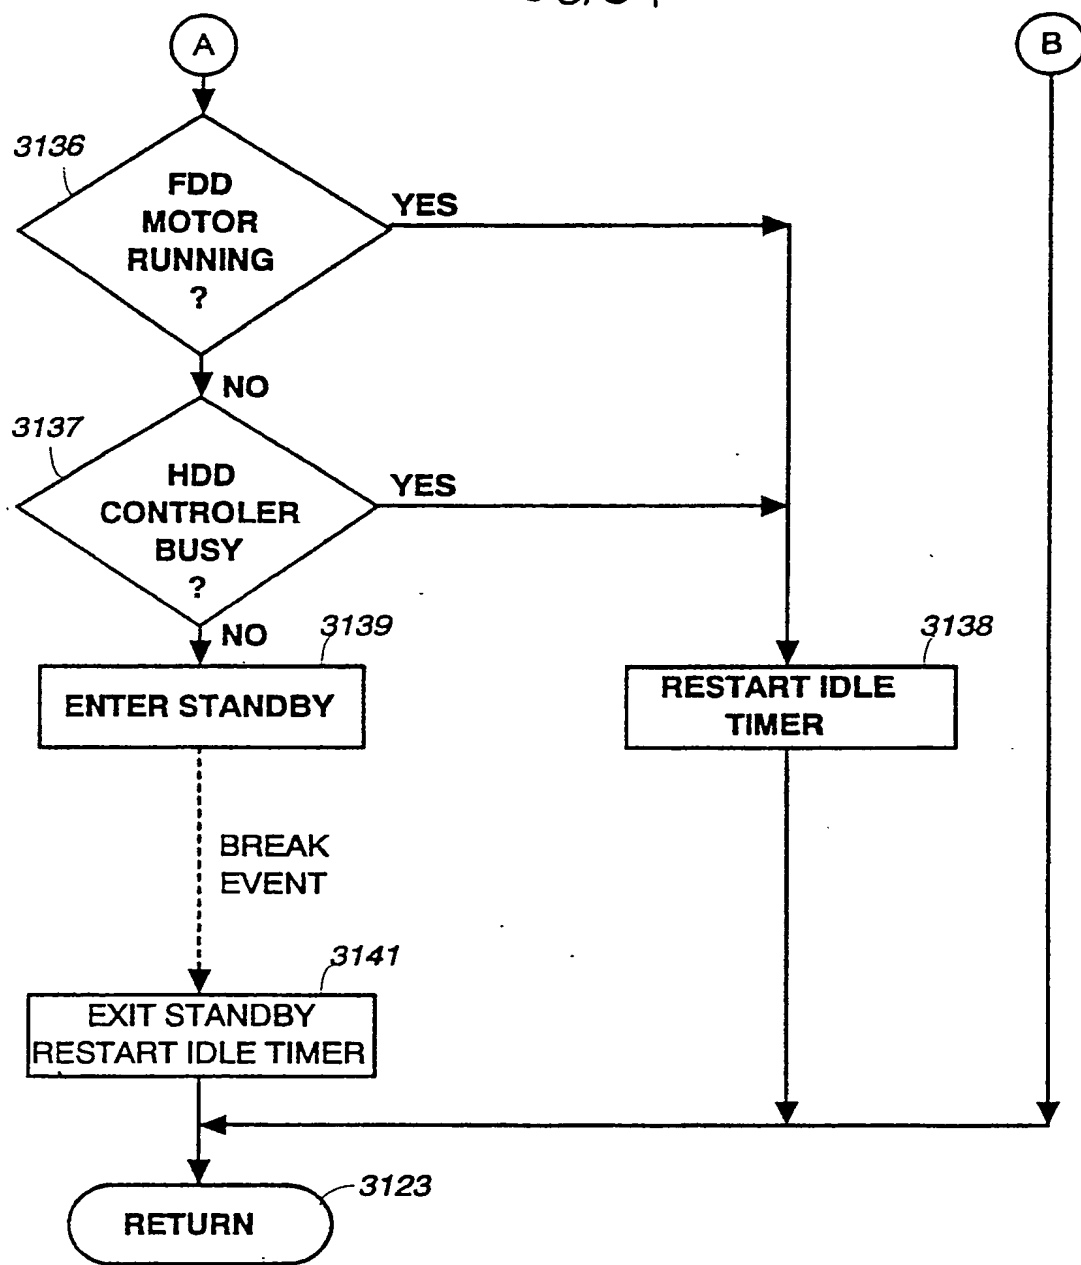 A
B
3136
FDD
MOTOR
RUNNING
?
YES
NO
3137
HDD
CONTROLER
BUSY
?
YES
NO
3139
ENTER STANDBY
3138
RESTART IDLE
TIMER
BREAK
EVENT
3141
EXIT STANDBY
RESTART IDLE TIMER
3123
RETURN